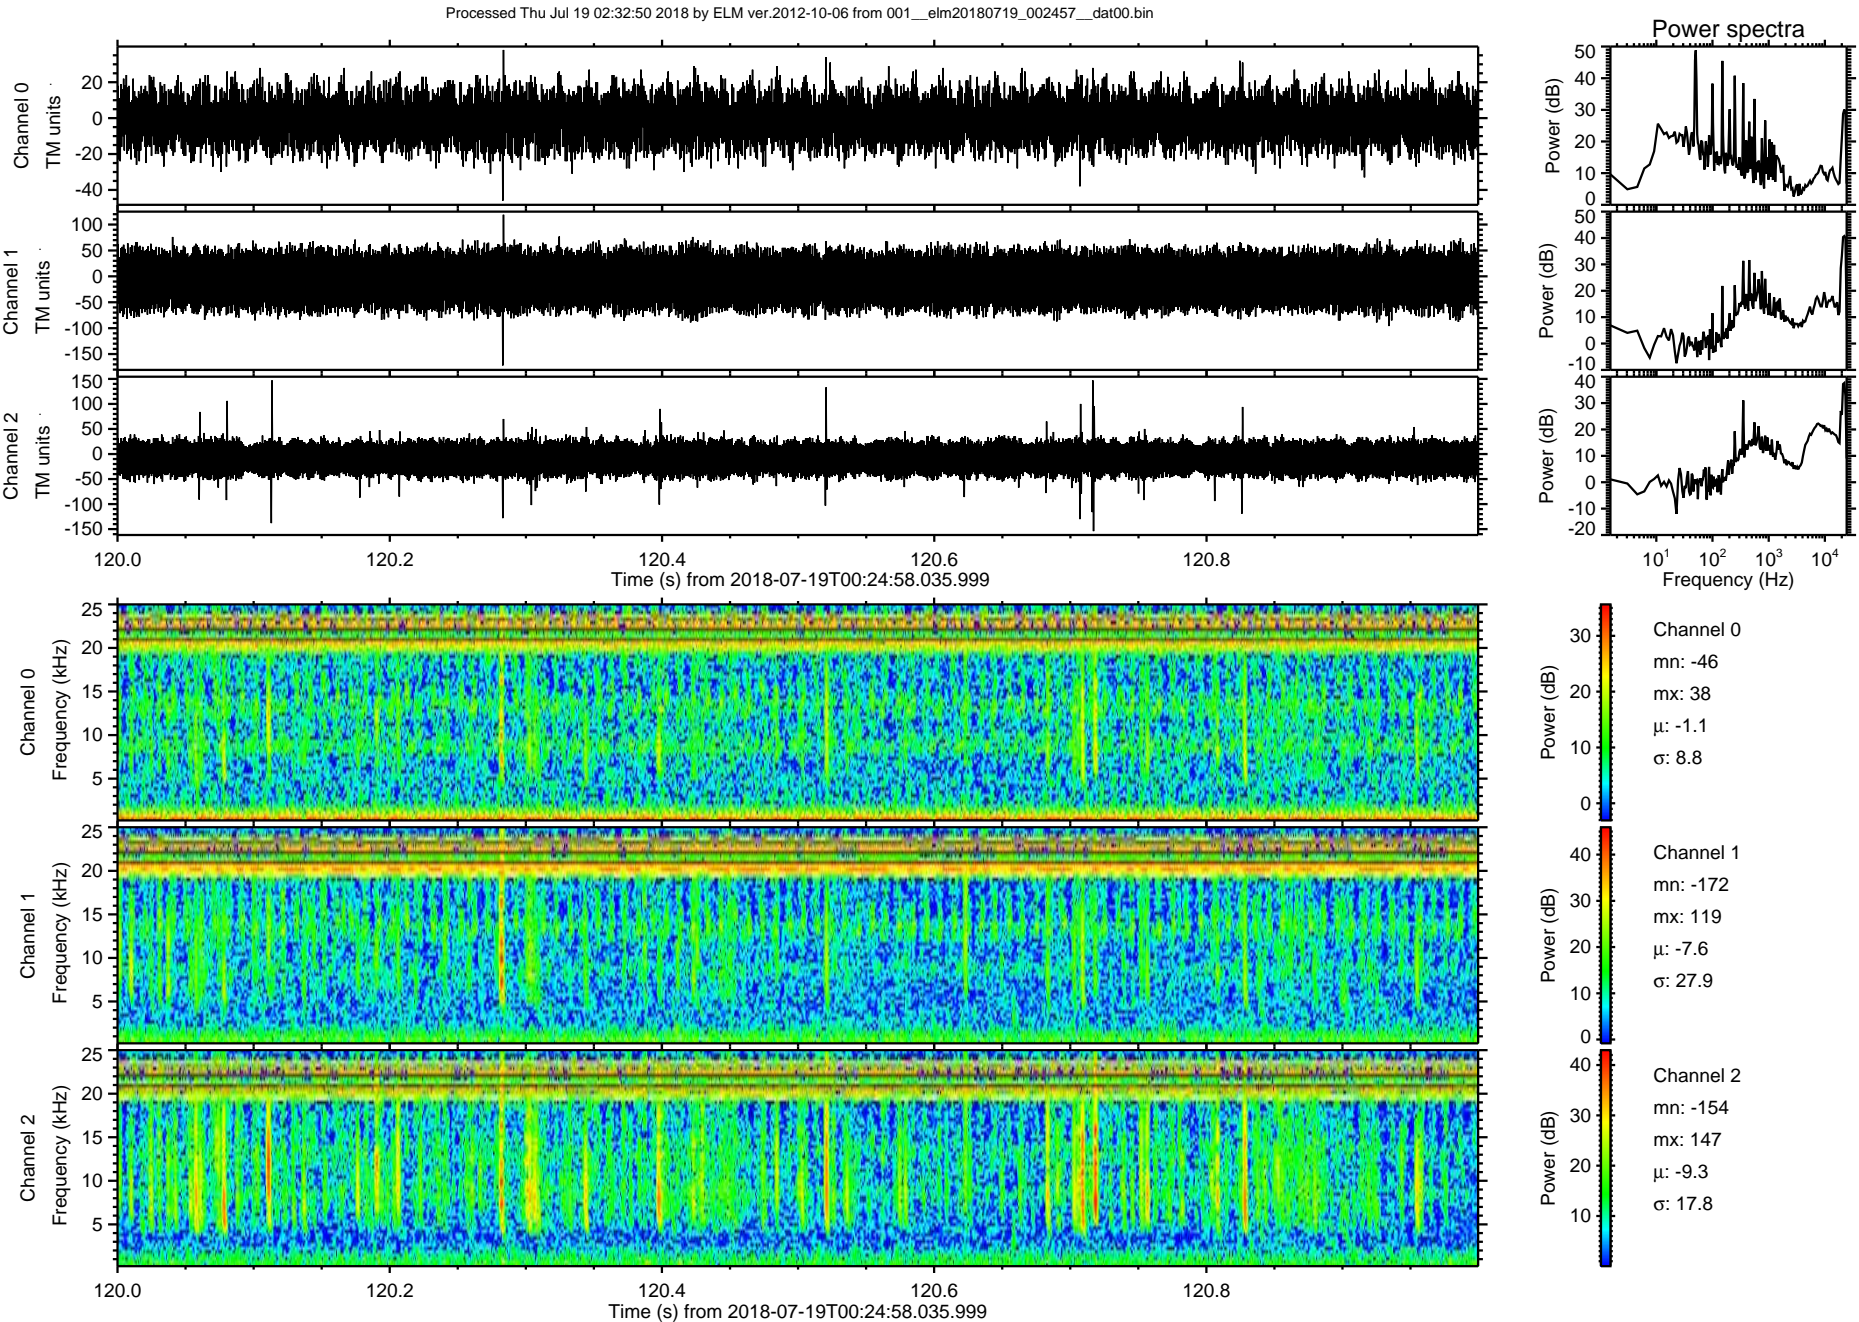 Processed Thu Jul 19 02:32:50 2018 by ELM ver.2012-10-06 from 001__elm20180719_002457__dat00.bin
Power spectra
Channel 0
TM units
20
0
-20
-40
Power (dB)
50
40
30
20
10
0
Channel 1
TM units
100
50
0
-50
-100
-150
Power (dB)
50
40
30
20
10
0
-10
Channel 2
TM units
150
100
50
0
-50
-100
-150
Power (dB)
40
30
20
10
0
-10
-20
120.0 120.2 120.4 120.6 120.8
Time (s) from 2018-07-19T00:24:58.035.999
10¹ 10² 10³ 10⁴
Frequency (Hz)
Channel 0
Frequency (kHz)
25
20
15
10
5
Power (dB)
30
20
10
0
Channel 0
mn: -46
mx: 38
µ: -1.1
σ: 8.8
Channel 1
Frequency (kHz)
25
20
15
10
5
Power (dB)
40
30
20
10
0
Channel 1
mn: -172
mx: 119
µ: -7.6
σ: 27.9
Channel 2
Frequency (kHz)
25
20
15
10
5
Power (dB)
40
30
20
10
Channel 2
mn: -154
mx: 147
µ: -9.3
σ: 17.8
120.0 120.2 120.4 120.6 120.8
Time (s) from 2018-07-19T00:24:58.035.999